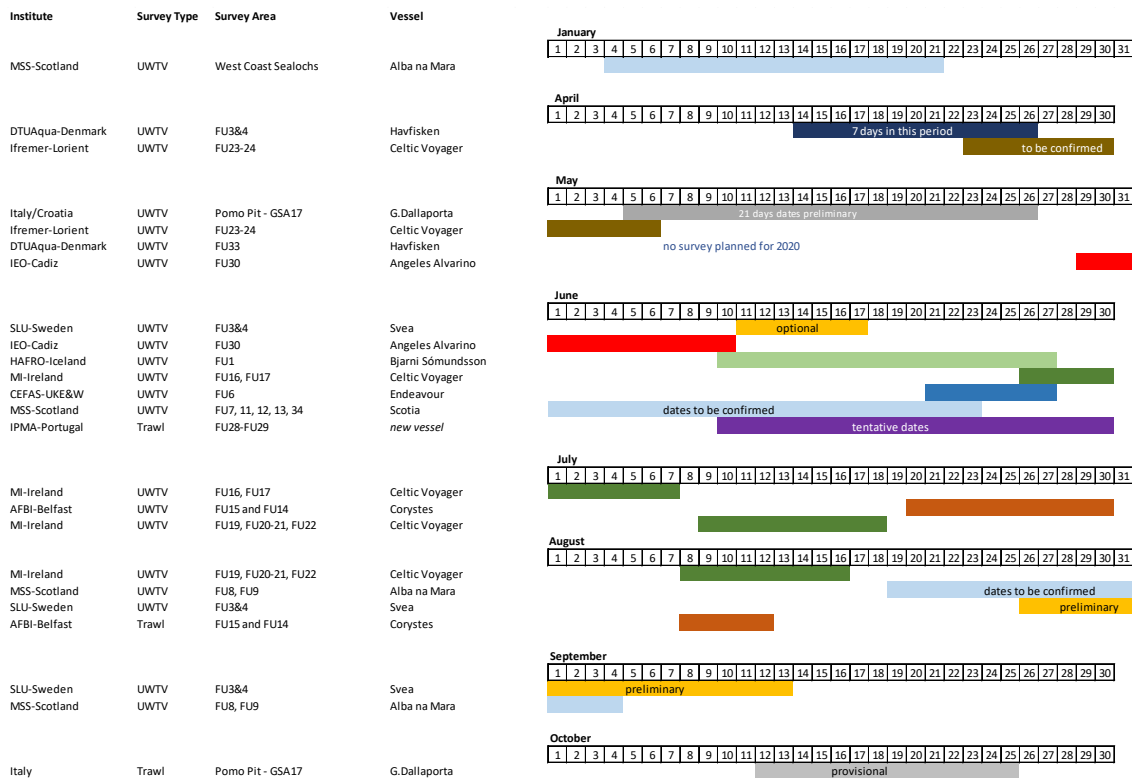 Institute Survey Type Survey Area Vessel
January
1 2 3 4 5 6 7 8 9 10 11 12 13 14 15 16 17 18 19 20 21 22 23 24 25 26 27 28 29 30 31
MSS-Scotland UWTV West Coast Sealochs Alba na Mara
April
1 2 3 4 5 6 7 8 9 10 11 12 13 14 15 16 17 18 19 20 21 22 23 24 25 26 27 28 29 30
DTUAqua-Denmark UWTV FU3&4 Havfisken 7 days in this period
Ifremer-Lorient UWTV FU23-24 Celtic Voyager to be confirmed
May
1 2 3 4 5 6 7 8 9 10 11 12 13 14 15 16 17 18 19 20 21 22 23 24 25 26 27 28 29 30 31
Italy/Croatia UWTV Pomo Pit - GSA17 G.Dallaporta 21 days dates preliminary
Ifremer-Lorient UWTV FU23-24 Celtic Voyager
DTUAqua-Denmark UWTV FU33 Havfisken no survey planned for 2020
IEO-Cadiz UWTV FU30 Angeles Alvarino
June
1 2 3 4 5 6 7 8 9 10 11 12 13 14 15 16 17 18 19 20 21 22 23 24 25 26 27 28 29 30
SLU-Sweden UWTV FU3&4 Svea optional
IEO-Cadiz UWTV FU30 Angeles Alvarino
HAFRO-Iceland UWTV FU1 Bjarni Sómundsson
MI-Ireland UWTV FU16, FU17 Celtic Voyager
CEFAS-UKE&W UWTV FU6 Endeavour
MSS-Scotland UWTV FU7, 11, 12, 13, 34 Scotia dates to be confirmed
IPMA-Portugal Trawl FU28-FU29 new vessel tentative dates
July
1 2 3 4 5 6 7 8 9 10 11 12 13 14 15 16 17 18 19 20 21 22 23 24 25 26 27 28 29 30 31
MI-Ireland UWTV FU16, FU17 Celtic Voyager
AFBI-Belfast UWTV FU15 and FU14 Corystes
MI-Ireland UWTV FU19, FU20-21, FU22 Celtic Voyager
August
1 2 3 4 5 6 7 8 9 10 11 12 13 14 15 16 17 18 19 20 21 22 23 24 25 26 27 28 29 30 31
MI-Ireland UWTV FU19, FU20-21, FU22 Celtic Voyager
MSS-Scotland UWTV FU8, FU9 Alba na Mara dates to be confirmed
SLU-Sweden UWTV FU3&4 Svea preliminary
AFBI-Belfast Trawl FU15 and FU14 Corystes
September
1 2 3 4 5 6 7 8 9 10 11 12 13 14 15 16 17 18 19 20 21 22 23 24 25 26 27 28 29 30
SLU-Sweden UWTV FU3&4 Svea preliminary
MSS-Scotland UWTV FU8, FU9 Alba na Mara
October
1 2 3 4 5 6 7 8 9 10 11 12 13 14 15 16 17 18 19 20 21 22 23 24 25 26 27 28 29 30
Italy Trawl Pomo Pit - GSA17 G.Dallaporta provisional